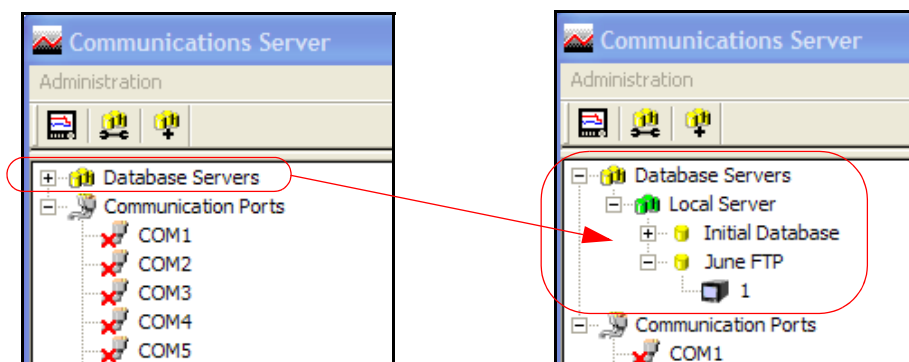 Communications Server
Administration
Database Servers
Communication Ports
COM1
COM2
COM3
COM4
COM5
Communications Server
Administration
Database Servers
Local Server
Initial Database
June FTP
1
Communication Ports
COM1